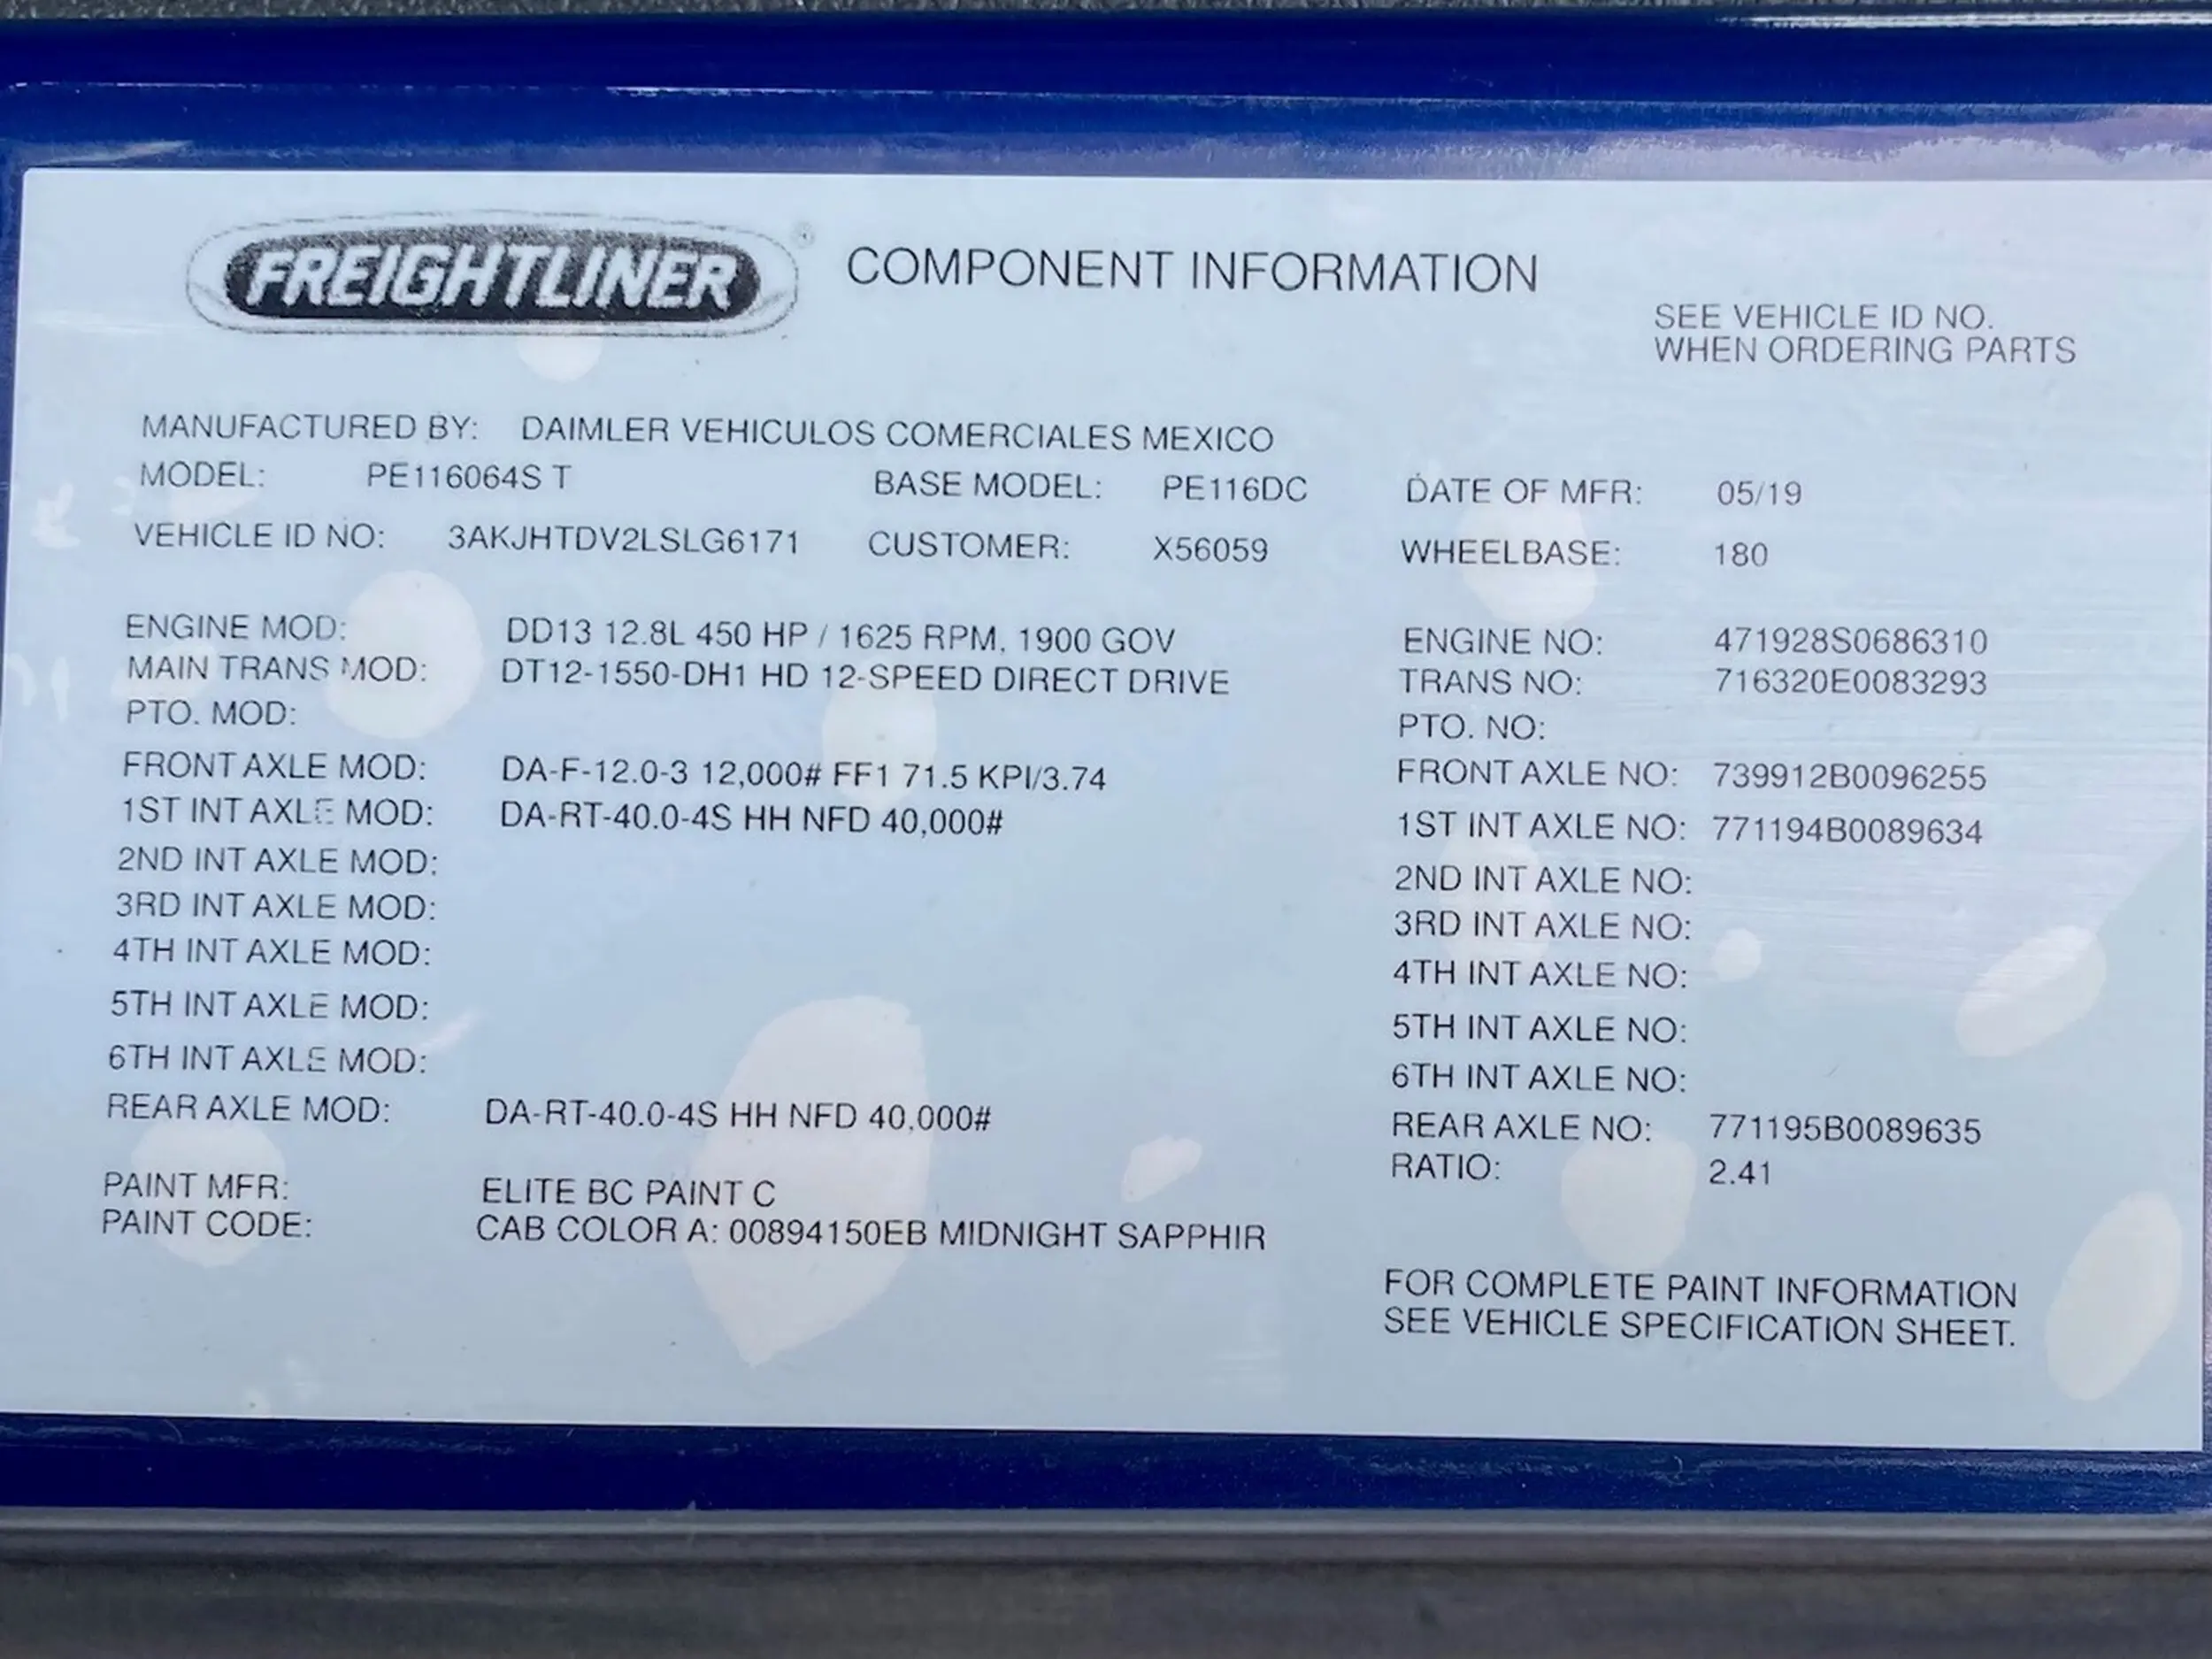 FREIGHTLINER ® COMPONENT INFORMATION
SEE VEHICLE ID NO.
WHEN ORDERING PARTS
MANUFACTURED BY: DAIMLER VEHICULOS COMERCIALES MEXICO
MODEL: PE116064S T BASE MODEL: PE116DC DATE OF MFR: 05/19
VEHICLE ID NO: 3AKJHTDV2LSLG6171 CUSTOMER: X56059 WHEELBASE: 180
ENGINE MOD: DD13 12.8L 450 HP / 1625 RPM, 1900 GOV ENGINE NO: 471928S0686310
MAIN TRANS MOD: DT12-1550-DH1 HD 12-SPEED DIRECT DRIVE TRANS NO: 716320E0083293
PTO. MOD: PTO. NO:
FRONT AXLE MOD: DA-F-12.0-3 12,000# FF1 71.5 KPI/3.74 FRONT AXLE NO: 739912B0096255
1ST INT AXLE MOD: DA-RT-40.0-4S HH NFD 40,000# 1ST INT AXLE NO: 771194B0089634
2ND INT AXLE MOD: 2ND INT AXLE NO:
3RD INT AXLE MOD: 3RD INT AXLE NO:
4TH INT AXLE MOD: 4TH INT AXLE NO:
5TH INT AXLE MOD: 5TH INT AXLE NO:
6TH INT AXLE MOD: 6TH INT AXLE NO:
REAR AXLE MOD: DA-RT-40.0-4S HH NFD 40,000# REAR AXLE NO: 771195B0089635
RATIO: 2.41
PAINT MFR: ELITE BC PAINT C
PAINT CODE: CAB COLOR A: 00894150EB MIDNIGHT SAPPHIR
FOR COMPLETE PAINT INFORMATION
SEE VEHICLE SPECIFICATION SHEET.